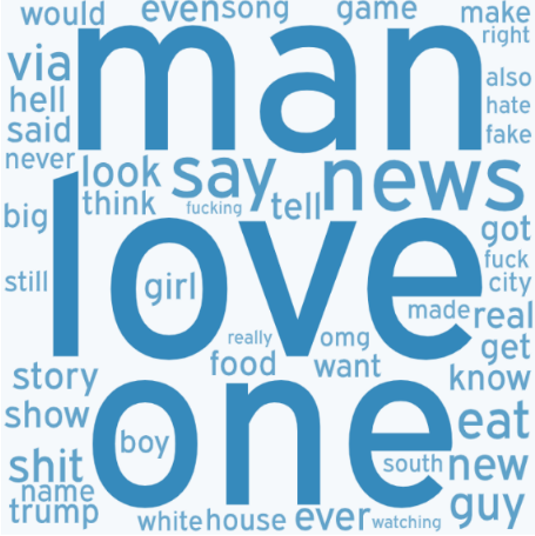 would even song game make
right
man
via
also
hell
hate
said
fake
never
look say news
think fucking tell
big
got
love
fuck
still girl city
made real
really omg
get
food want
story know
one
show eat
boy
shit south new
name
trump guy
white house ever watching